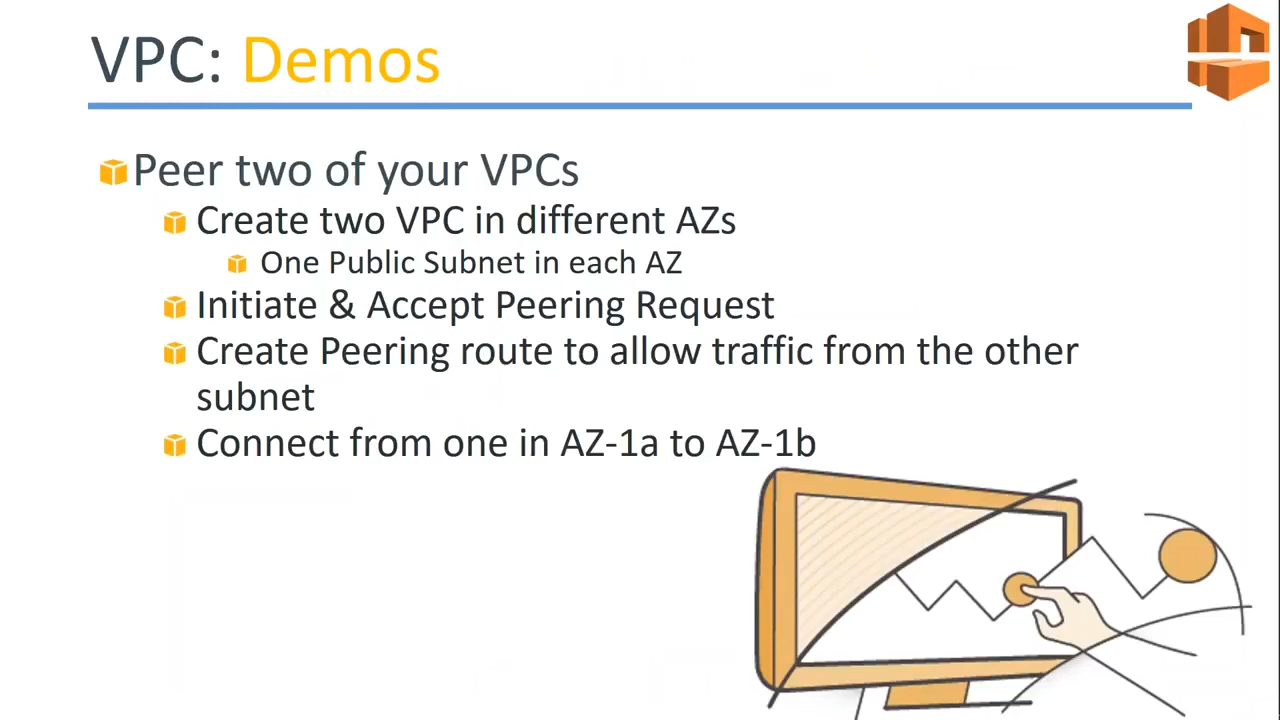 VPC: Demos
Peer two of your VPCs
Create two VPC in different AZs
One Public Subnet in each AZ
Initiate & Accept Peering Request
Create Peering route to allow traffic from the other
subnet
Connect from one in AZ-1a to AZ-1b